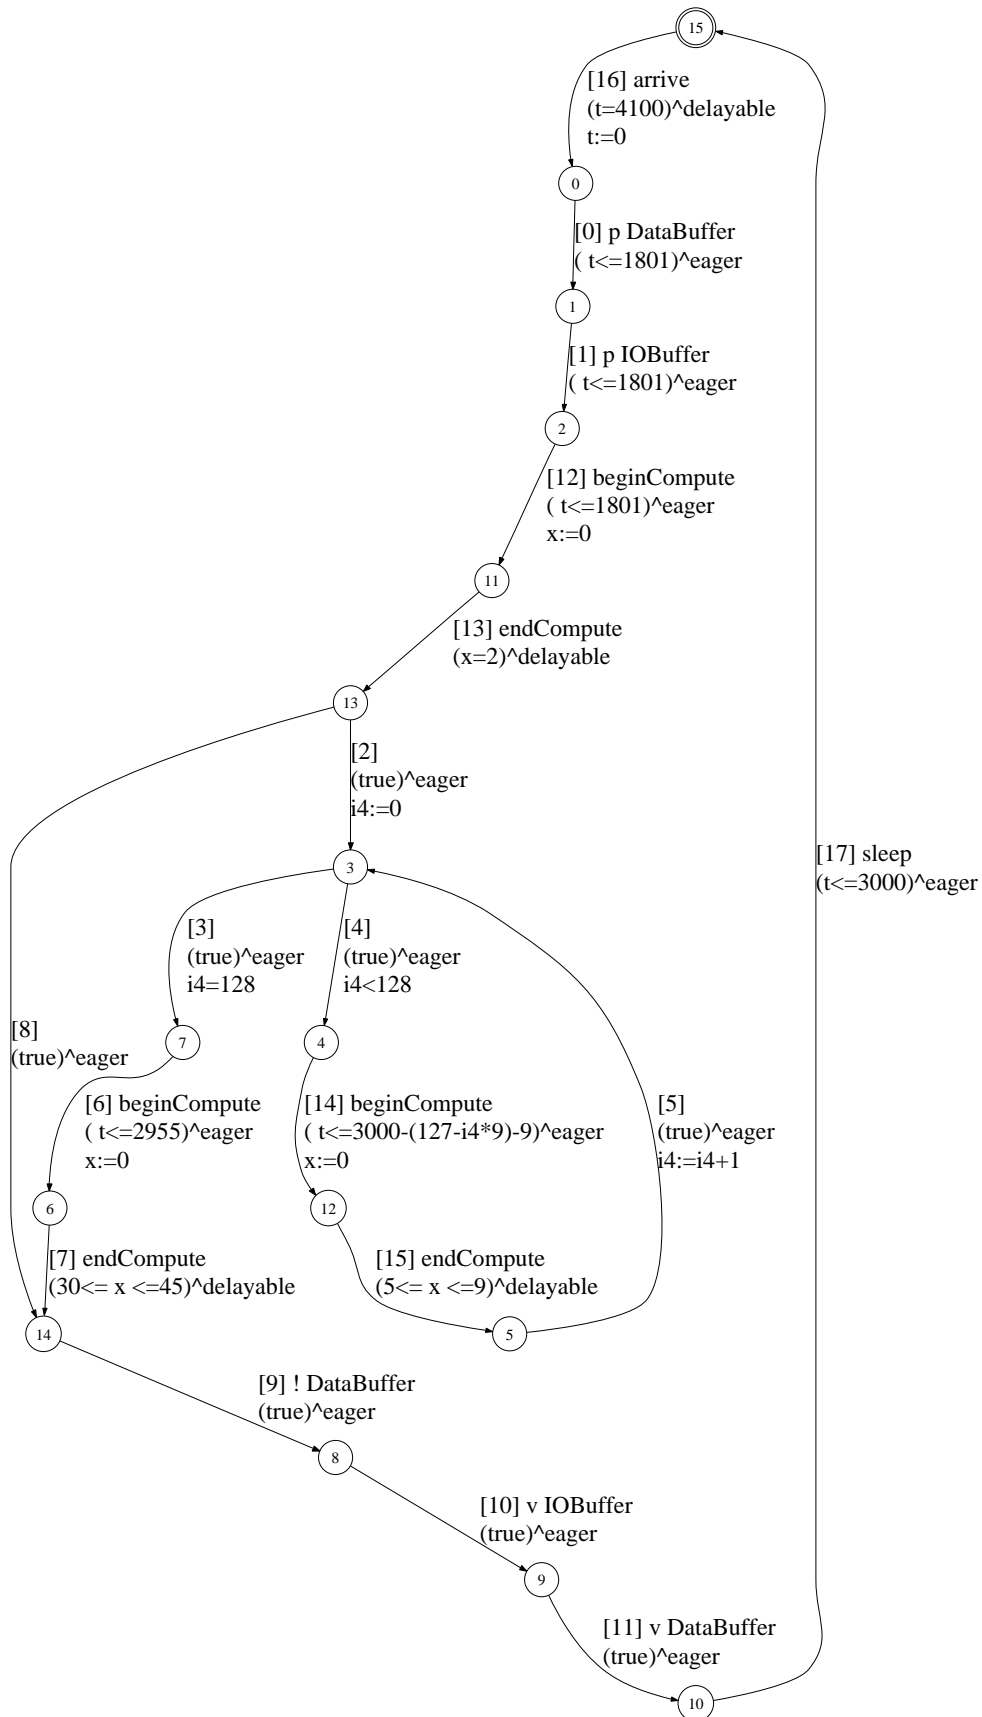 15
[16] arrive
(t=4100)^delayable
t:=0
0
[0] p DataBuffer
( t<=1801)^eager
1
[1] p IOBuffer
( t<=1801)^eager
2
[12] beginCompute
( t<=1801)^eager
x:=0
11
[13] endCompute
(x=2)^delayable
13
[2]
(true)^eager
i4:=0
[17] sleep
(t<=3000)^eager
3
[3]
(true)^eager
i4=128
[4]
(true)^eager
i4<128
[8]
(true)^eager
7
4
[6] beginCompute
( t<=2955)^eager
x:=0
[14] beginCompute
( t<=3000-(127-i4*9)-9)^eager
x:=0
[5]
(true)^eager
i4:=i4+1
6
12
[7] endCompute
(30<= x <=45)^delayable
[15] endCompute
(5<= x <=9)^delayable
14
5
[9] ! DataBuffer
(true)^eager
8
[10] v IOBuffer
(true)^eager
9
[11] v DataBuffer
(true)^eager
10